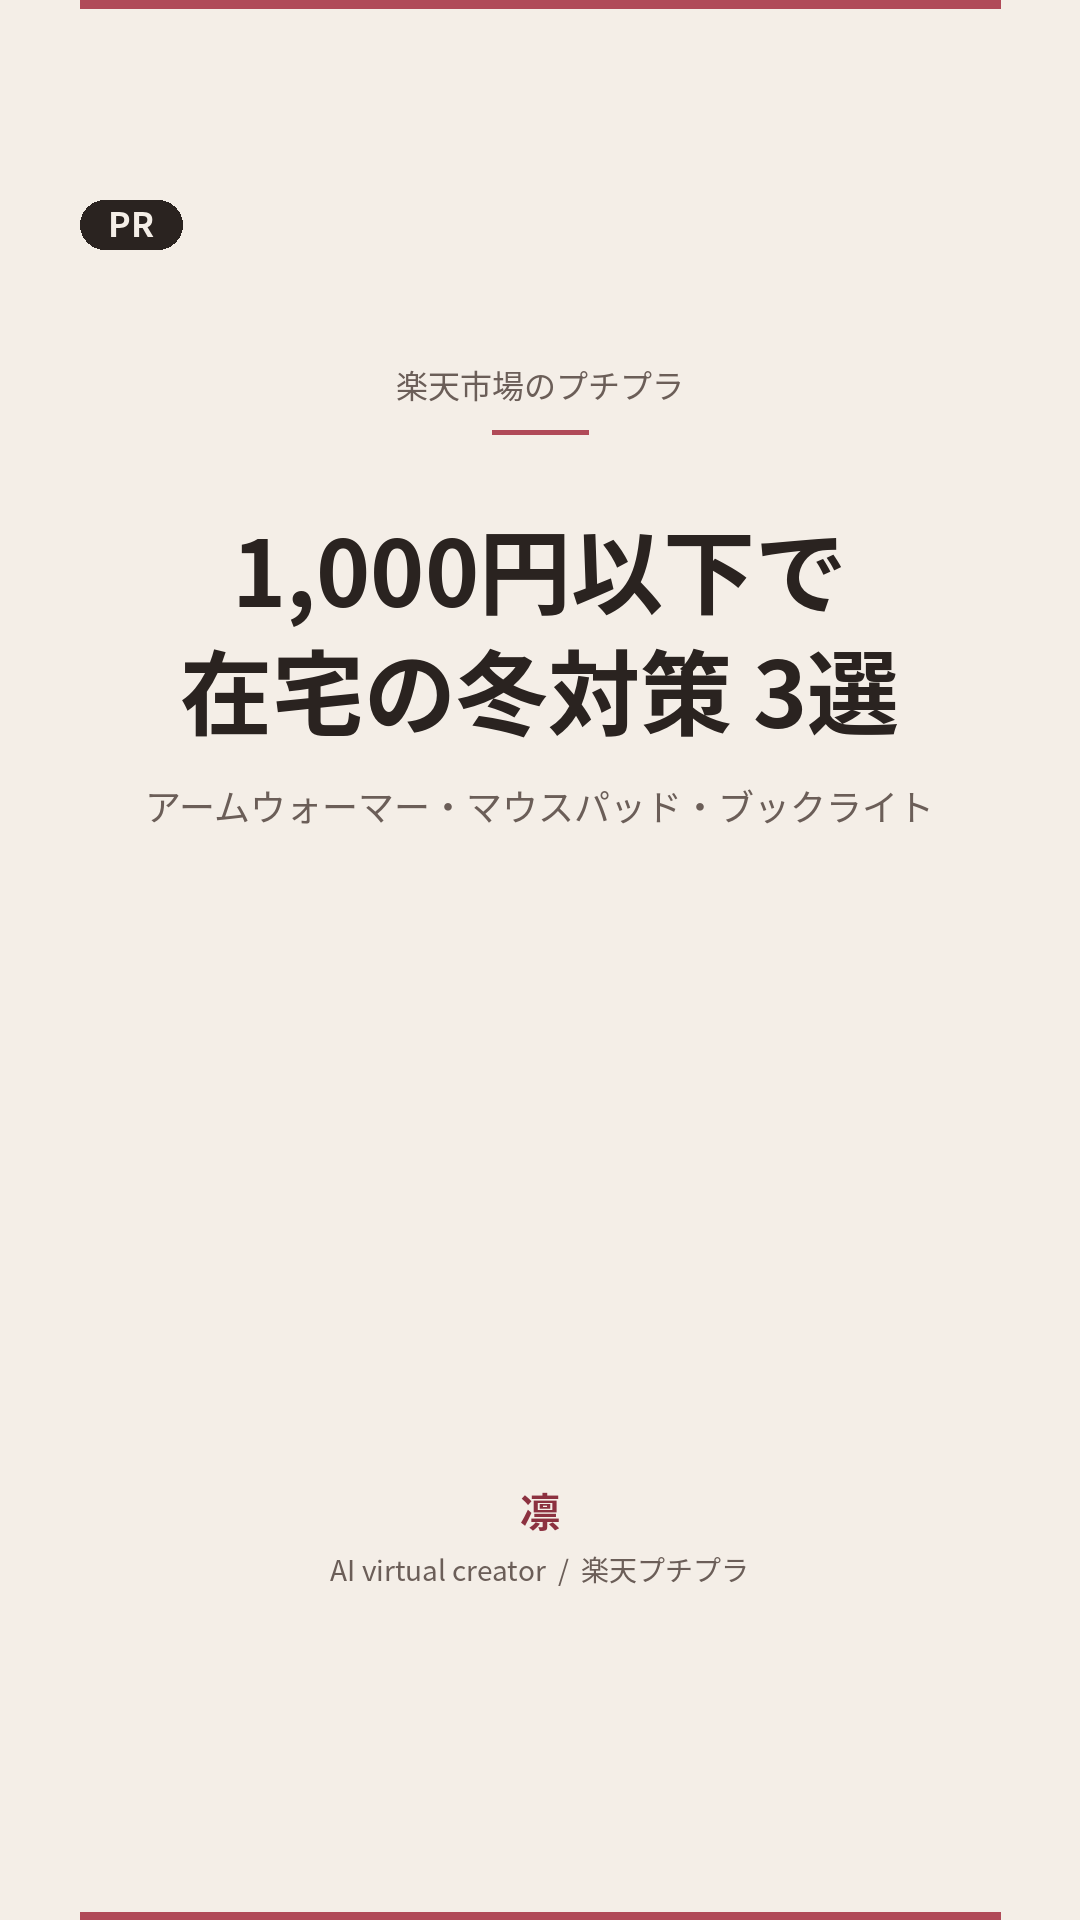 PR
楽天市場のプチプラ
1,000円以下で
在宅の冬対策 3選
アームウォーマー・マウスパッド・ブックライト
凛
AI virtual creator / 楽天プチプラ